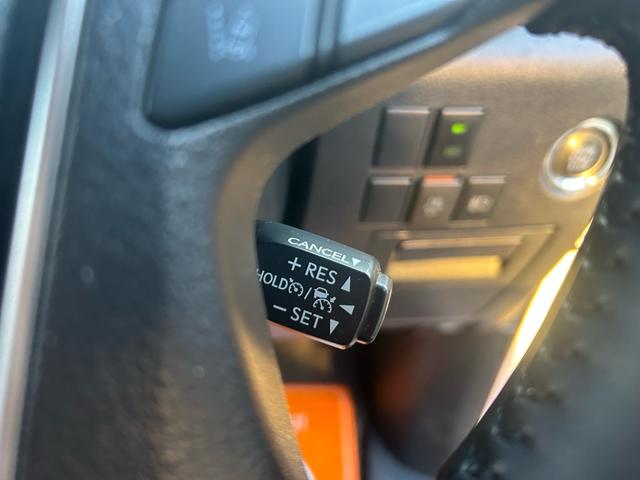 CANCEL
+ RES
HOLD /
− SET